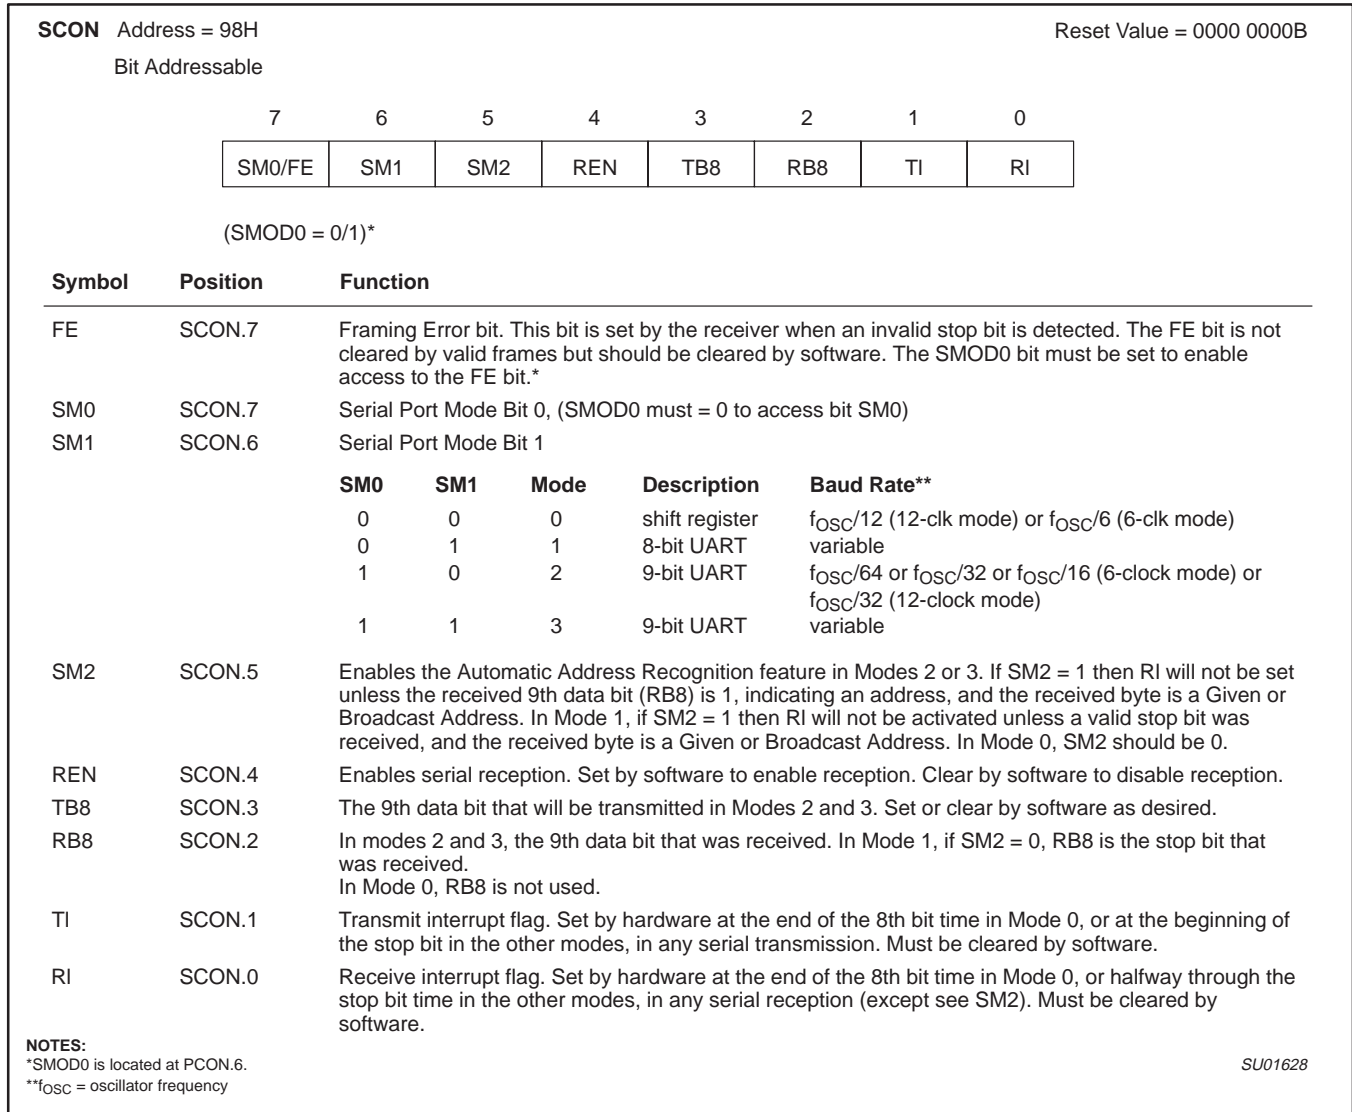 SCON Address = 98H Reset Value = 0000 0000B
Bit Addressable
7 6 5 4 3 2 1 0
SM0/FE SM1 SM2 REN TB8 RB8 TI RI
(SMOD0 = 0/1)*
Symbol Position Function
FE SCON.7 Framing Error bit. This bit is set by the receiver when an invalid stop bit is detected. The FE bit is not
cleared by valid frames but should be cleared by software. The SMOD0 bit must be set to enable
access to the FE bit.*
SM0 SCON.7 Serial Port Mode Bit 0, (SMOD0 must = 0 to access bit SM0)
SM1 SCON.6 Serial Port Mode Bit 1
SM0 SM1 Mode Description Baud Rate**
0 0 0 shift register fOSC/12 (12-clk mode) or fOSC/6 (6-clk mode)
0 1 1 8-bit UART variable
1 0 2 9-bit UART fOSC/64 or fOSC/32 or fOSC/16 (6-clock mode) or
fOSC/32 (12-clock mode)
1 1 3 9-bit UART variable
SM2 SCON.5 Enables the Automatic Address Recognition feature in Modes 2 or 3. If SM2 = 1 then RI will not be set
unless the received 9th data bit (RB8) is 1, indicating an address, and the received byte is a Given or
Broadcast Address. In Mode 1, if SM2 = 1 then RI will not be activated unless a valid stop bit was
received, and the received byte is a Given or Broadcast Address. In Mode 0, SM2 should be 0.
REN SCON.4 Enables serial reception. Set by software to enable reception. Clear by software to disable reception.
TB8 SCON.3 The 9th data bit that will be transmitted in Modes 2 and 3. Set or clear by software as desired.
RB8 SCON.2 In modes 2 and 3, the 9th data bit that was received. In Mode 1, if SM2 = 0, RB8 is the stop bit that
was received.
In Mode 0, RB8 is not used.
TI SCON.1 Transmit interrupt flag. Set by hardware at the end of the 8th bit time in Mode 0, or at the beginning of
the stop bit in the other modes, in any serial transmission. Must be cleared by software.
RI SCON.0 Receive interrupt flag. Set by hardware at the end of the 8th bit time in Mode 0, or halfway through the
stop bit time in the other modes, in any serial reception (except see SM2). Must be cleared by
software.
NOTES:
*SMOD0 is located at PCON.6. SU01628
**fOSC = oscillator frequency